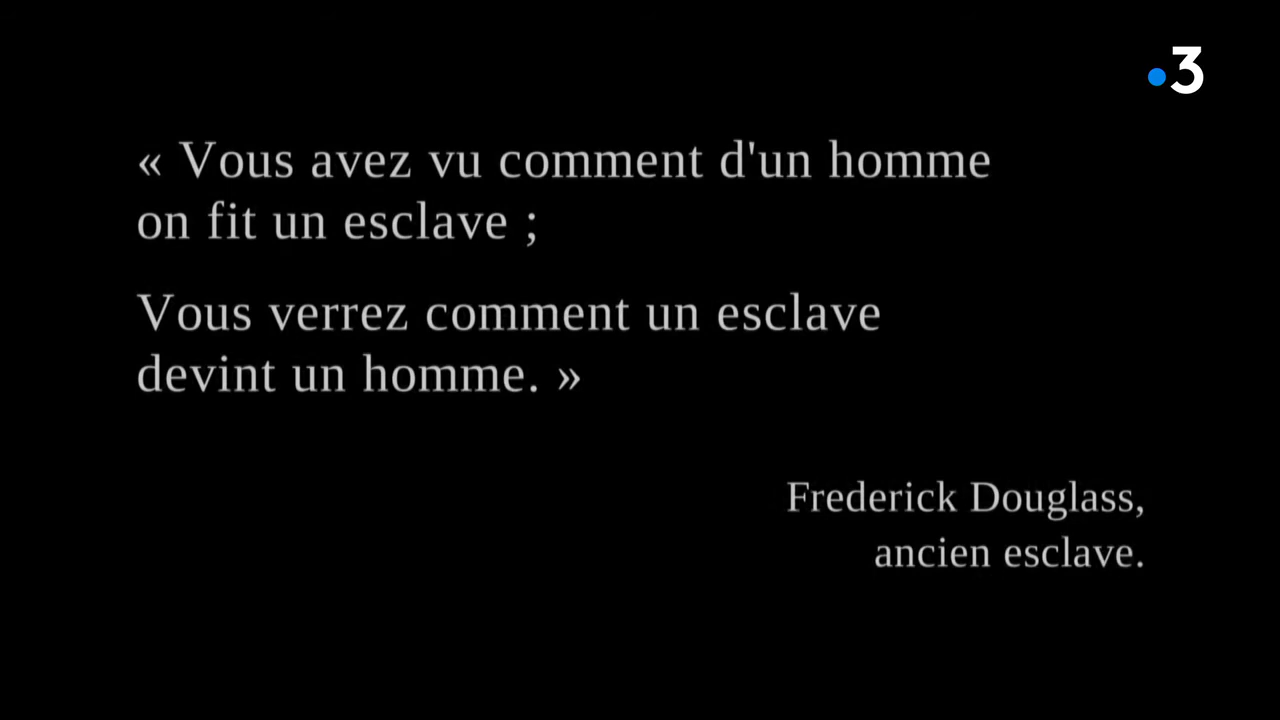 3
« Vous avez vu comment d'un homme
on fit un esclave ;
Vous verrez comment un esclave
devint un homme. »
Frederick Douglass,
ancien esclave.